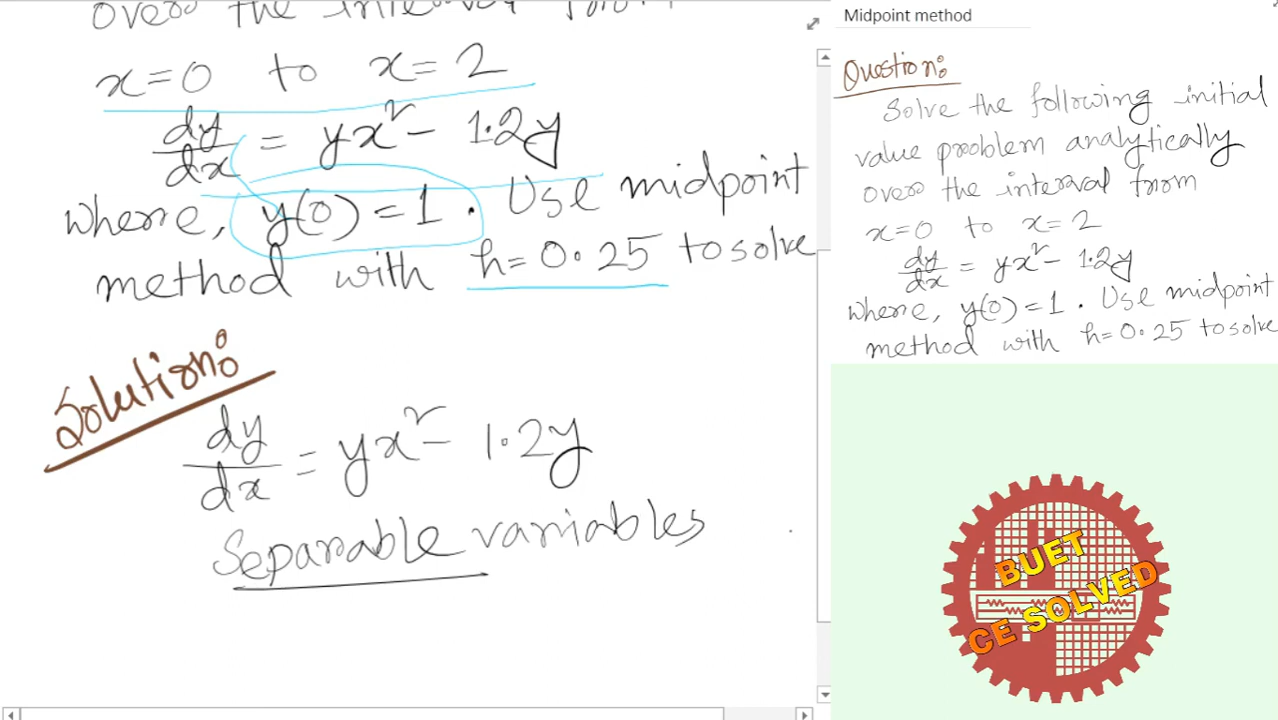 over the interval from
x=0 to x=2
dy/dx = yx² - 1.2y
where, y(0)=1. Use midpoint
method with h=0.25 to solve
Solution:
dy/dx = yx² - 1.2y
Separable variables
Midpoint method
Question:
Solve the following initial
value problem analytically
over the interval from
x=0 to x=2
dy/dx = yx² - 1.2y
where, y(0)=1. Use midpoint
method with h=0.25 to solve
BUET
CE SOLVED